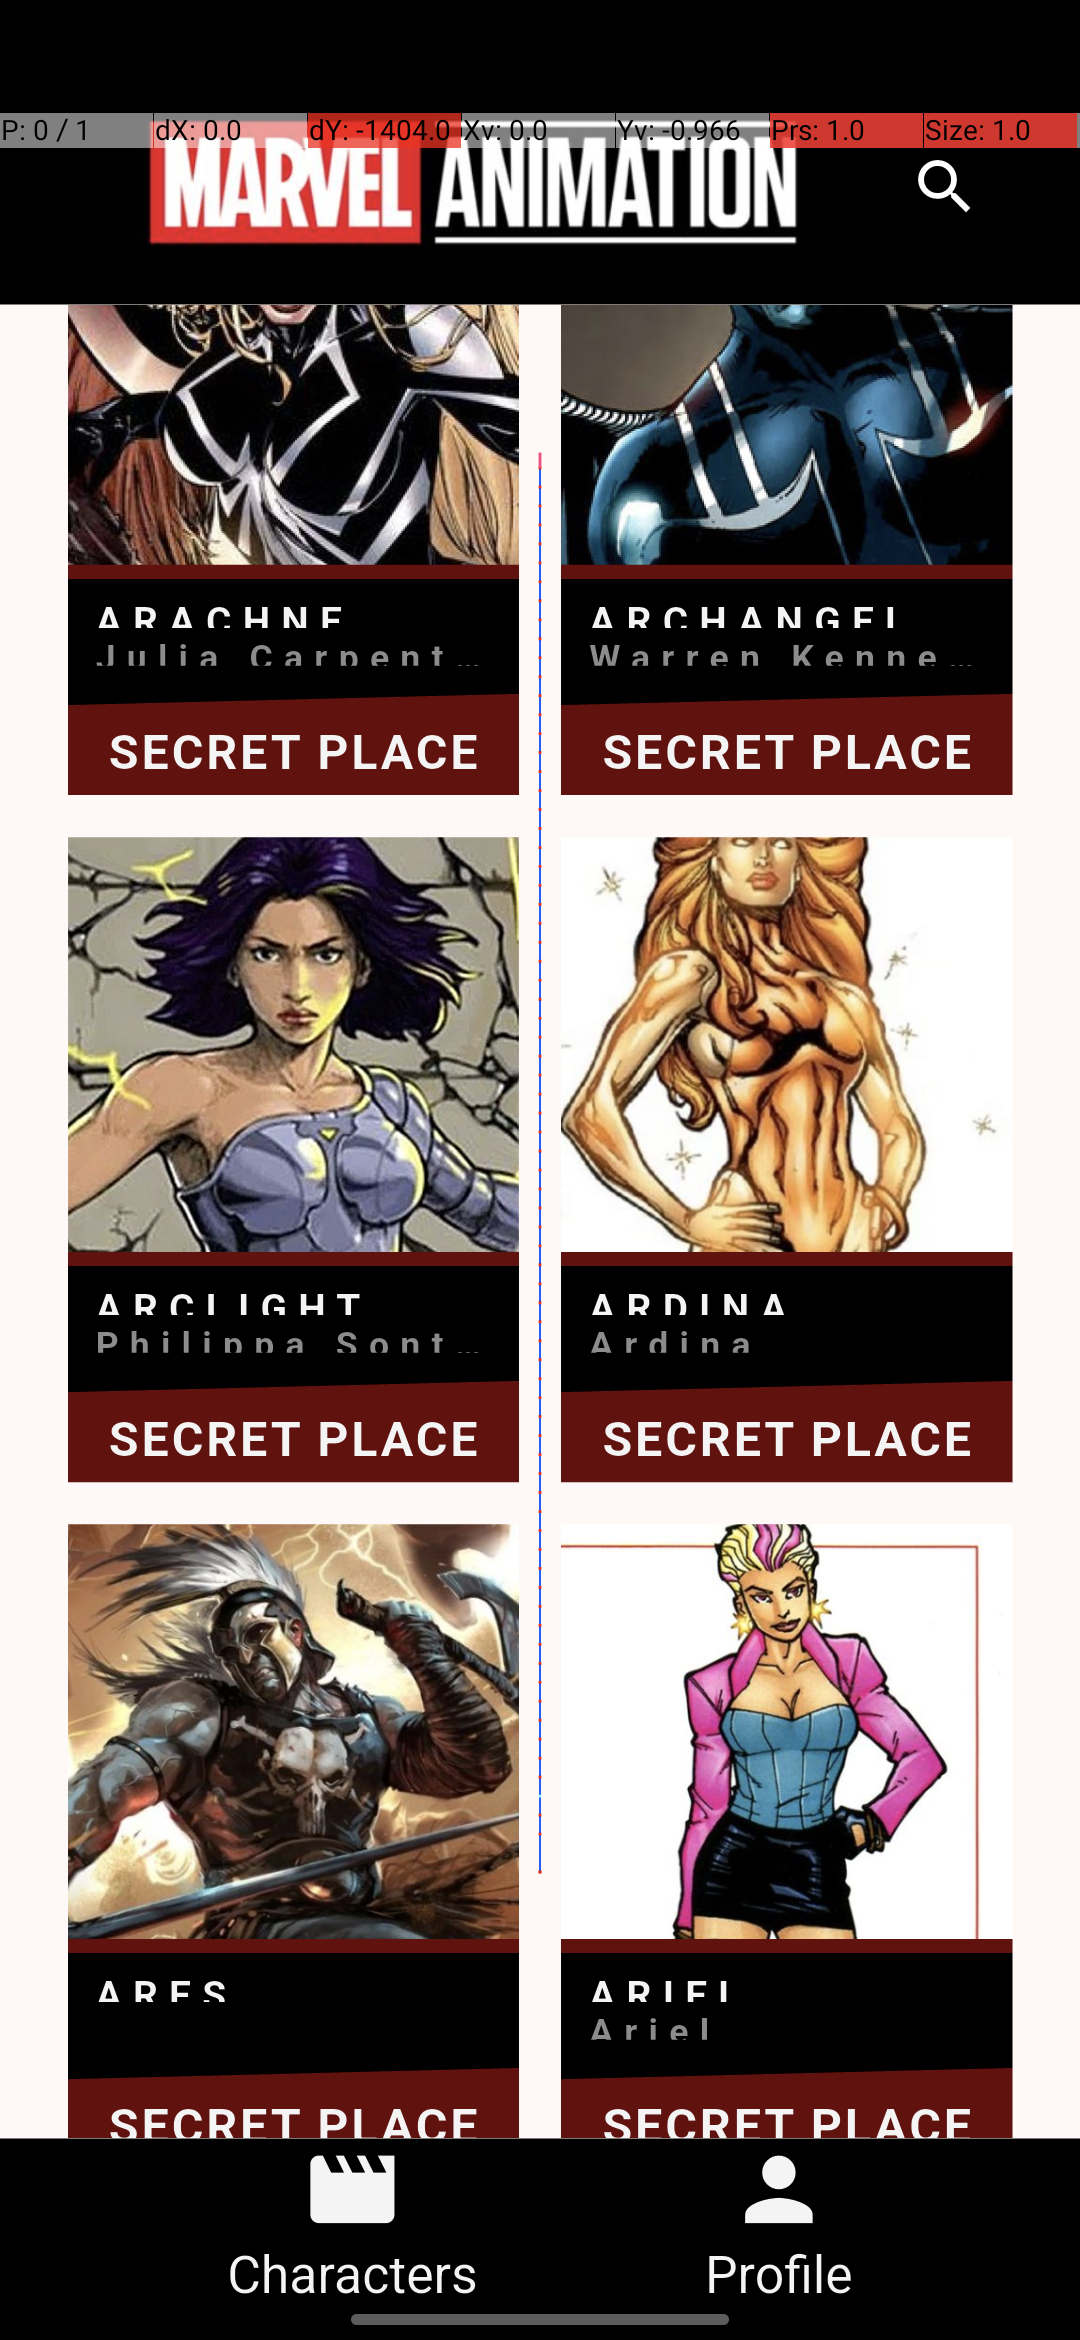 P: 0 / 1 dX: 0.0 dY: -1404.0 Xv: 0.0 Yv: -0.966 Prs: 1.0 Size: 1.0
MARVEL ANIMATION
ARACHNE ARCHANGEL
Julia Carpent… Warren Kenne…
SECRET PLACE SECRET PLACE
ARCLIGHT ARDINA
Philippa Sont… Ardina
SECRET PLACE SECRET PLACE
ARES ARIEL
Ariel
SECRET PLACE SECRET PLACE
Characters Profile